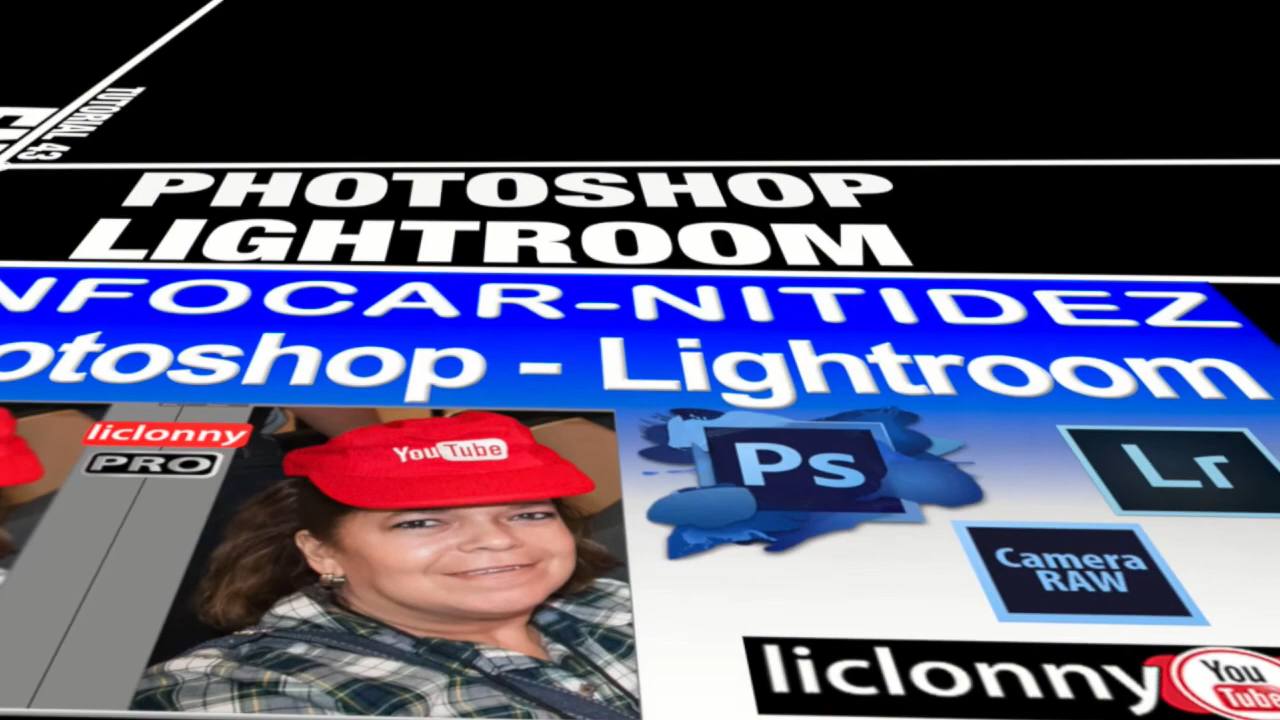 TUTORIAL 43
PHOTOSHOP
LIGHTROOM
NFOCAR-NITIDEZ
otoshop - Lightroom
liclonny
PRO
YouTube
Ps
Lr
Camera
RAW
liclonny
You
Tube